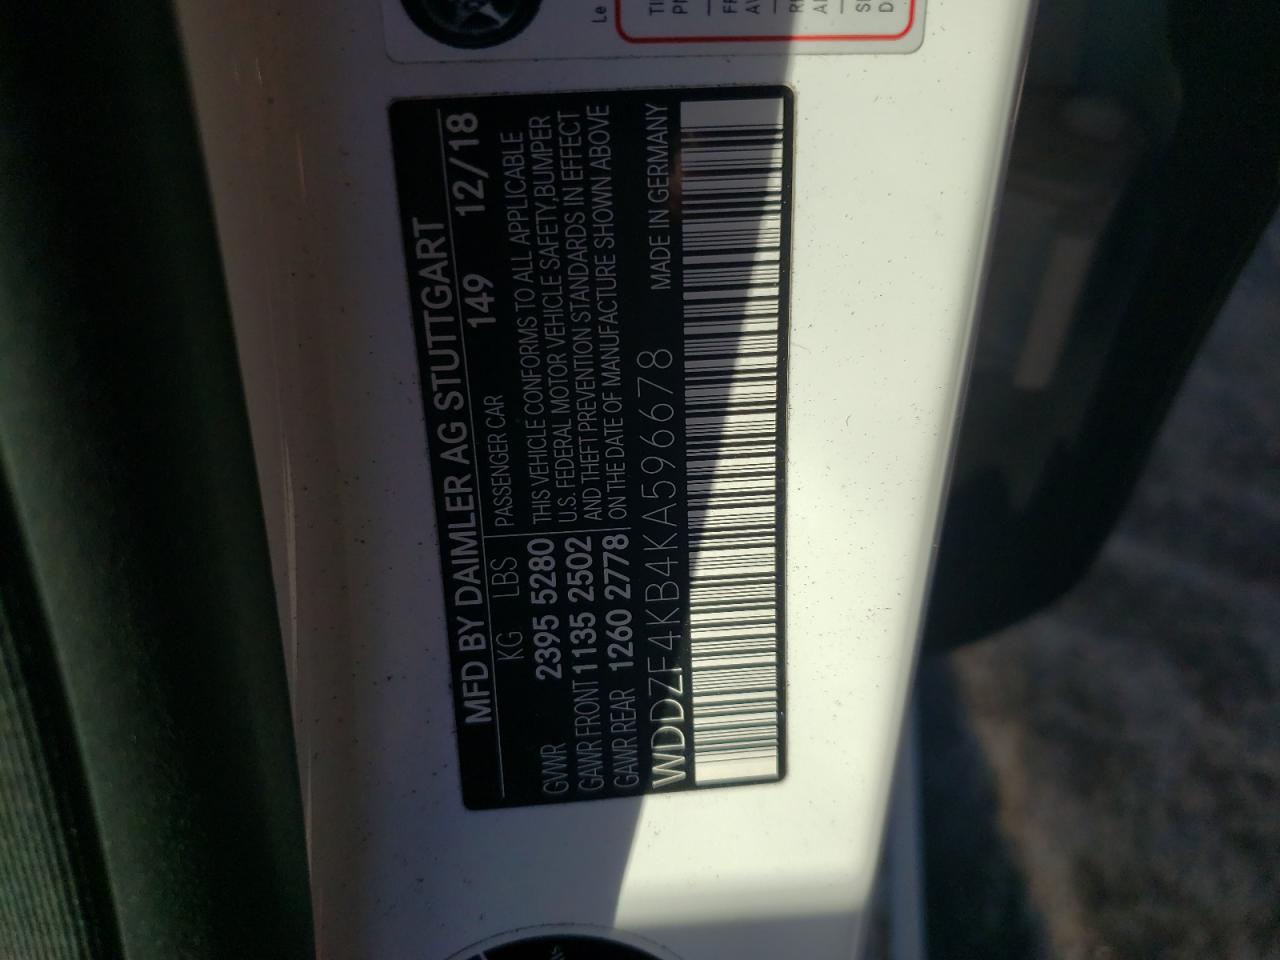 Le
MFD BY DAIMLER AG STUTTGART
KG LBS PASSENGER CAR 149 12/18
GVWR 2395 5280
GAWR FRONT 1135 2502
GAWR REAR 1260 2778
THIS VEHICLE CONFORMS TO ALL APPLICABLE
U.S. FEDERAL MOTOR VEHICLE SAFETY,BUMPER
AND THEFT PREVENTION STANDARDS IN EFFECT
ON THE DATE OF MANUFACTURE SHOWN ABOVE
WDDZF4KB4KA596678 MADE IN GERMANY